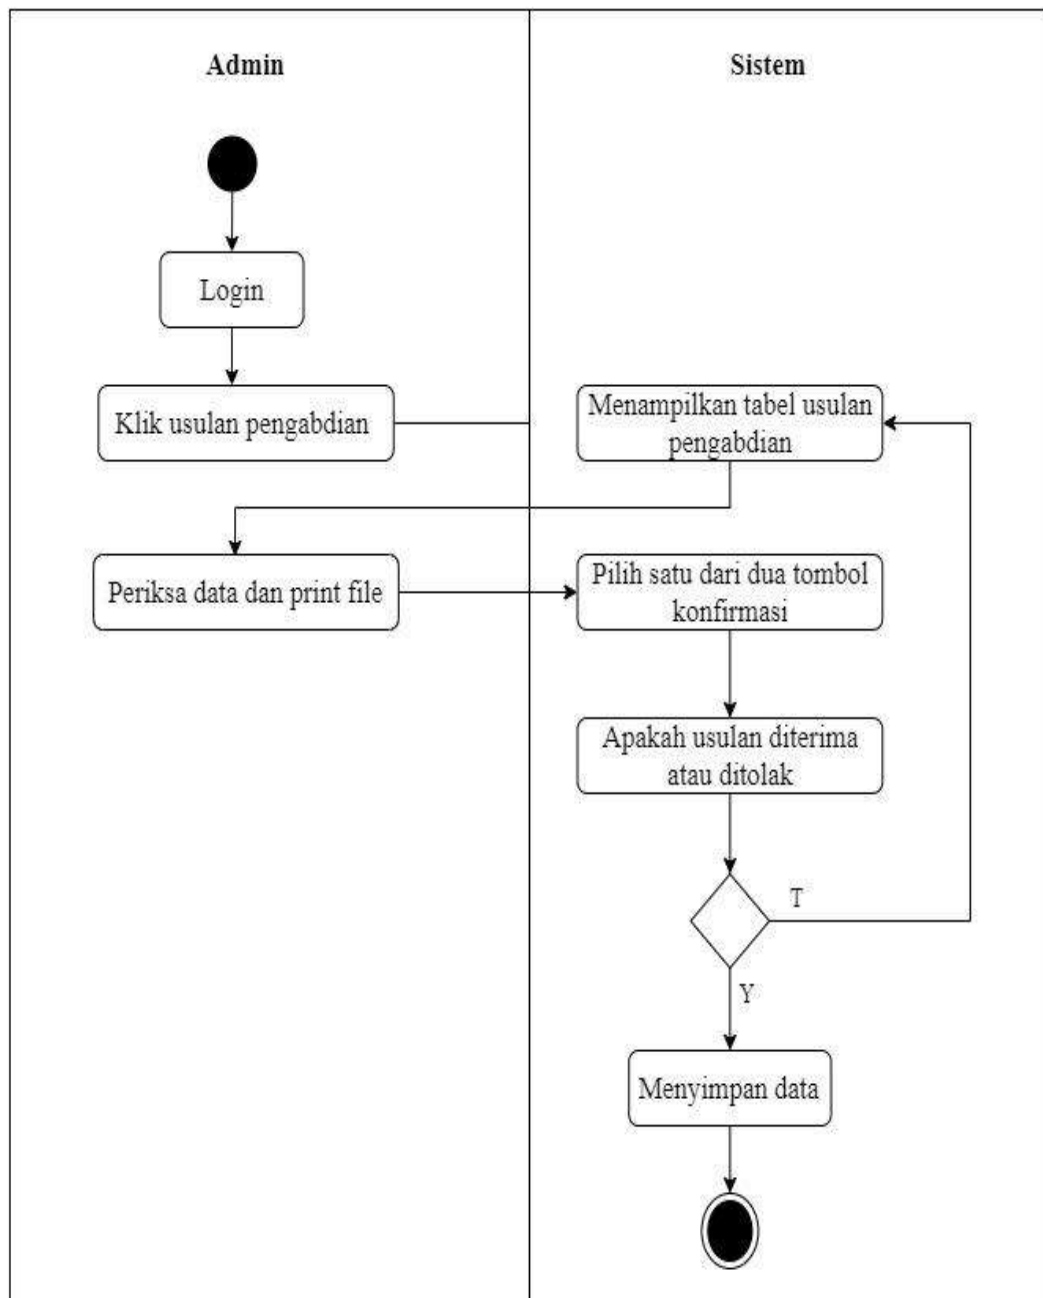 Admin
Sistem
Login
Klik usulan pengabdian
Menampilkan tabel usulan
pengabdian
Periksa data dan print file
Pilih satu dari dua tombol
konfirmasi
Apakah usulan diterima
atau ditolak
T
Y
Menyimpan data